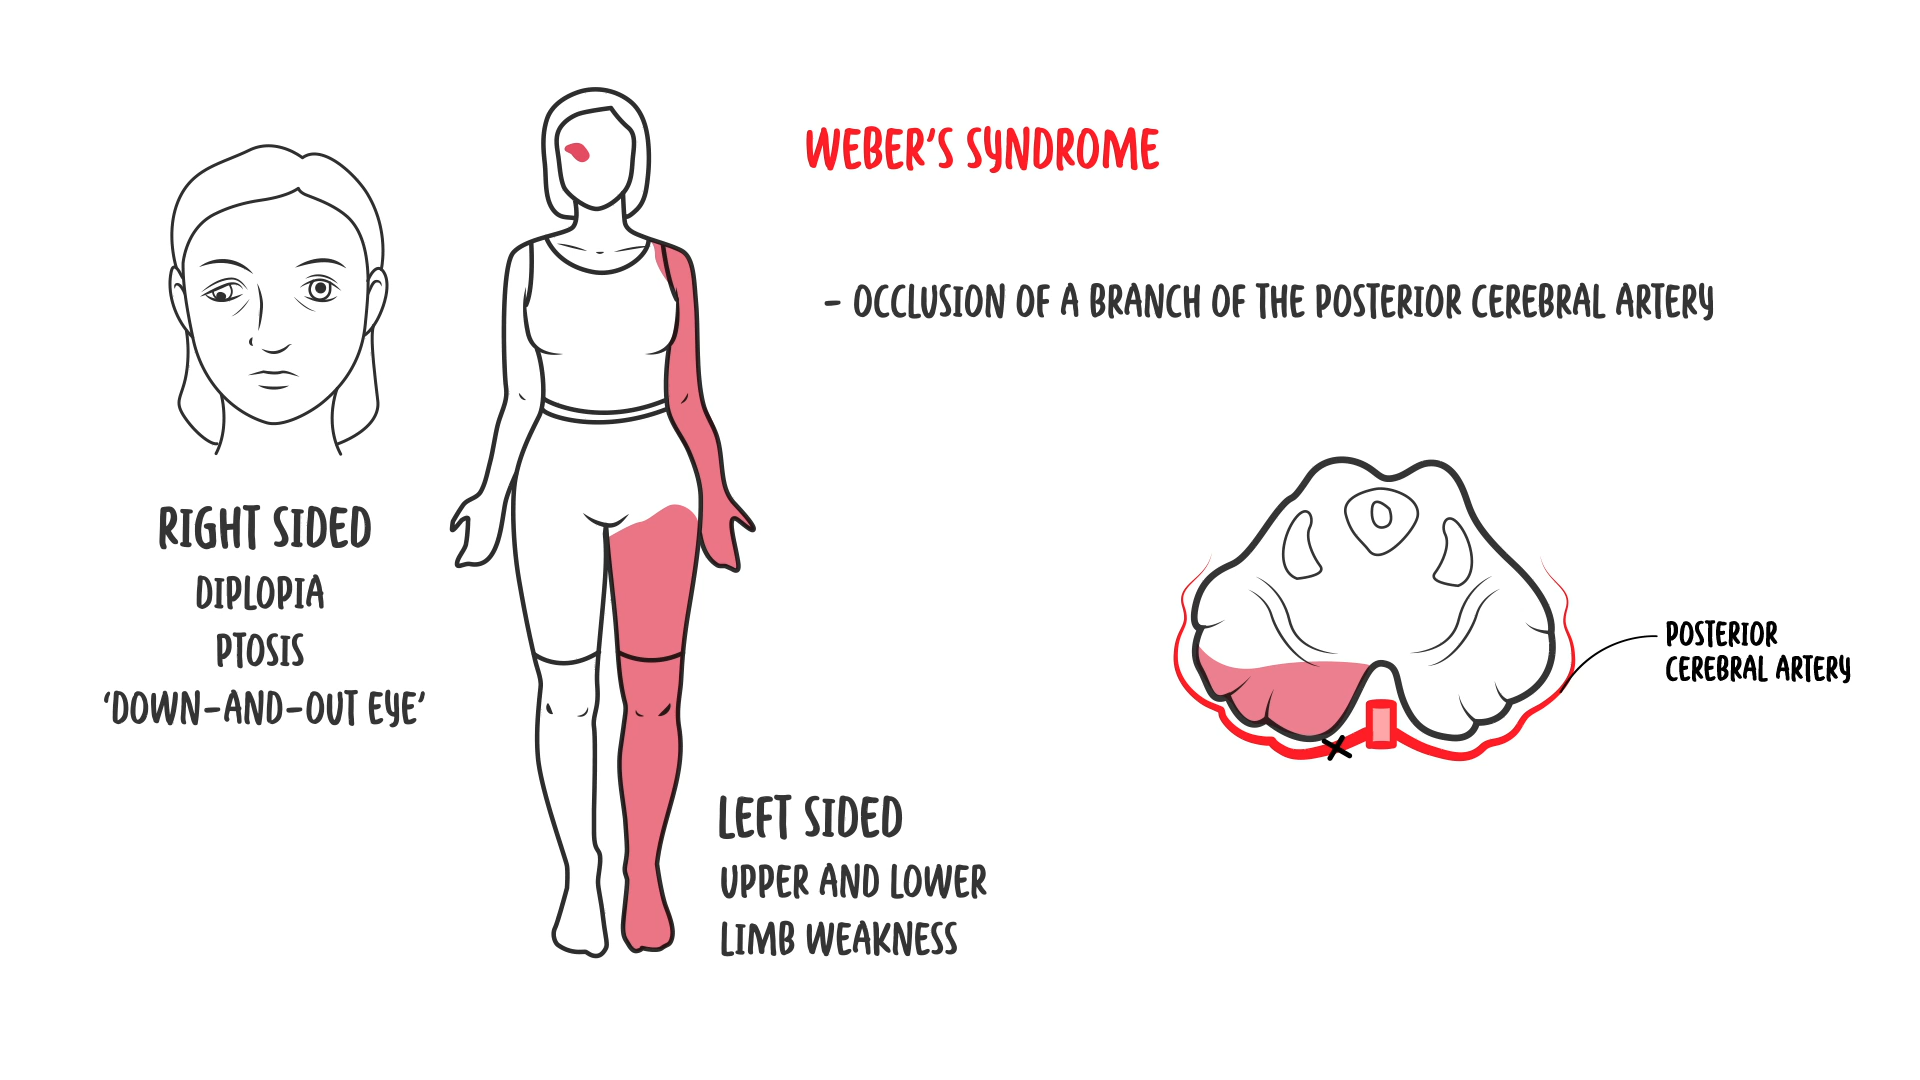 WEBER'S SYNDROME
- OCCLUSION OF A BRANCH OF THE POSTERIOR CEREBRAL ARTERY
RIGHT SIDED
DIPLOPIA
PTOSIS
'DOWN-AND-OUT EYE'
POSTERIOR
CEREBRAL ARTERY
LEFT SIDED
UPPER AND LOWER
LIMB WEAKNESS